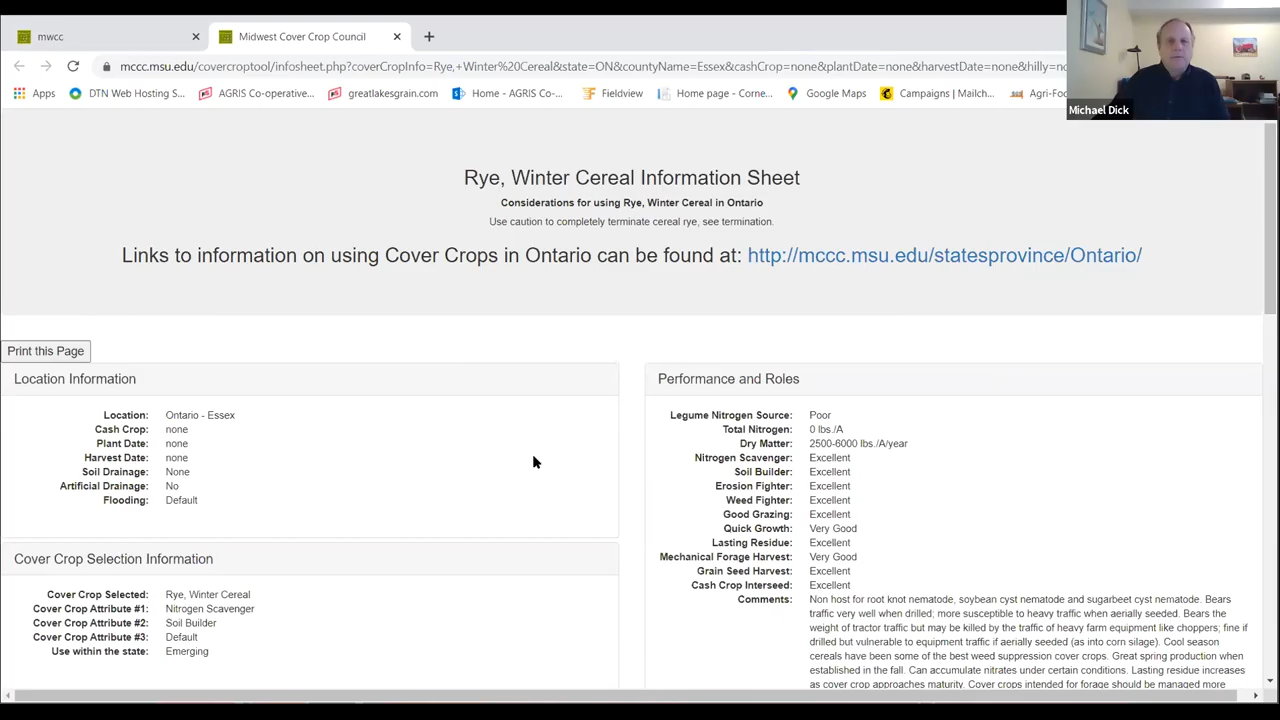 mwcc
Midwest Cover Crop Council
mccc.msu.edu/covercroptool/infosheet.php?coverCropInfo=Rye,+Winter%20Cereal&state=ON&countyName=Essex&cashCrop=none&plantDate=none&harvestDate=none&hilly=no
Apps
DTN Web Hosting S...
AGRIS Co-operative...
greatlakesgrain.com
Home - AGRIS Co-...
Fieldview
Home page - Corne...
Google Maps
Campaigns | Mailch...
Agri-Fo
Michael Dick
Rye, Winter Cereal Information Sheet
Considerations for using Rye, Winter Cereal in Ontario
Use caution to completely terminate cereal rye, see termination.
Links to information on using Cover Crops in Ontario can be found at: http://mccc.msu.edu/statesprovince/Ontario/
Print this Page
Location Information
Location: Ontario - Essex
Cash Crop: none
Plant Date: none
Harvest Date: none
Soil Drainage: None
Artificial Drainage: No
Flooding: Default
Cover Crop Selection Information
Cover Crop Selected: Rye, Winter Cereal
Cover Crop Attribute #1: Nitrogen Scavenger
Cover Crop Attribute #2: Soil Builder
Cover Crop Attribute #3: Default
Use within the state: Emerging
Performance and Roles
Legume Nitrogen Source: Poor
Total Nitrogen: 0 lbs./A
Dry Matter: 2500-6000 lbs./A/year
Nitrogen Scavenger: Excellent
Soil Builder: Excellent
Erosion Fighter: Excellent
Weed Fighter: Excellent
Good Grazing: Excellent
Quick Growth: Very Good
Lasting Residue: Excellent
Mechanical Forage Harvest: Very Good
Grain Seed Harvest: Excellent
Cash Crop Interseed: Excellent
Comments: Non host for root knot nematode, soybean cyst nematode and sugarbeet cyst nematode. Bears
traffic very well when drilled; more susceptible to heavy traffic when aerially seeded. Bears the
weight of tractor traffic but may be killed by the traffic of heavy farm equipment like choppers; fine if
drilled but vulnerable to equipment traffic if aerially seeded (as into corn silage). Cool season
cereals have been some of the best weed suppression cover crops. Great spring production when
established in the fall. Can accumulate nitrates under certain conditions. Lasting residue increases
as cover crop approaches maturity. Cover crops intended for forage should be managed more